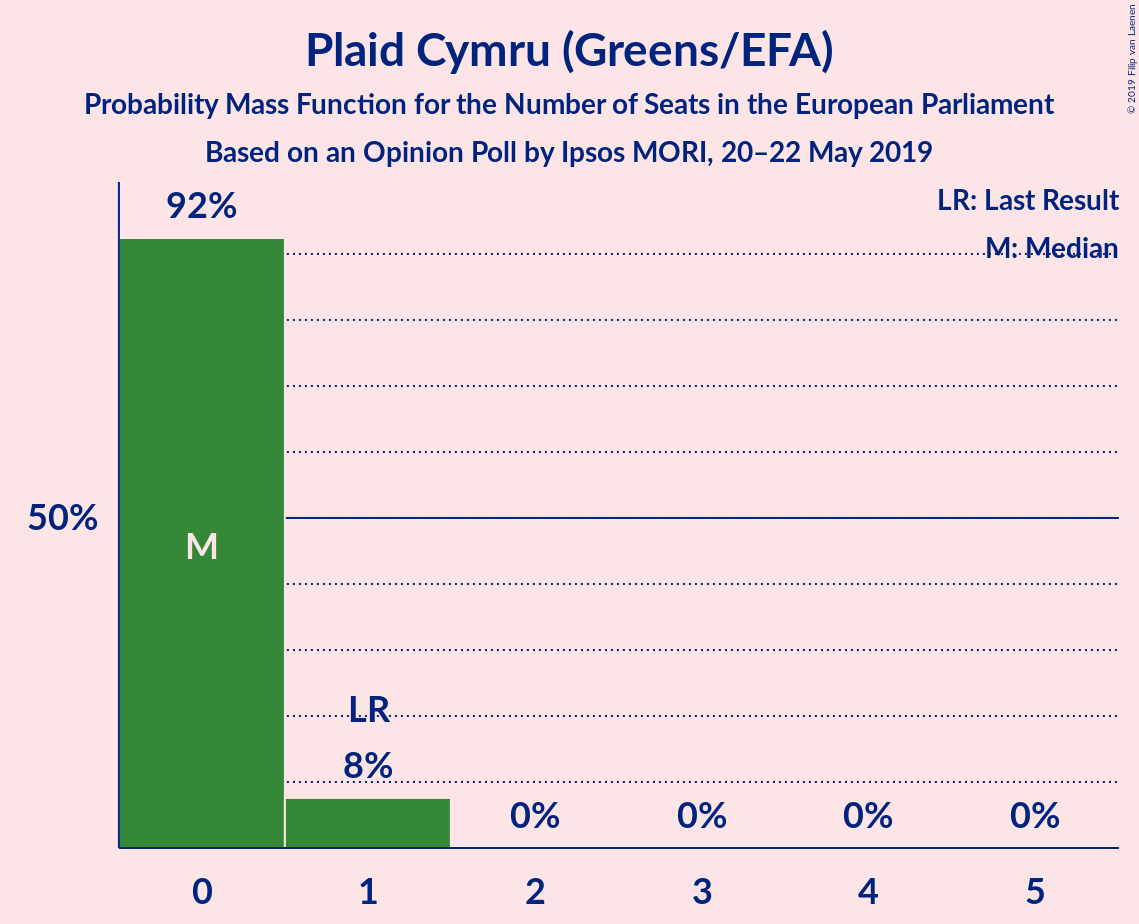 Plaid Cymru (Greens/EFA)
Probability Mass Function for the Number of Seats in the European Parliament
Based on an Opinion Poll by Ipsos MORI, 20–22 May 2019
© 2019 Filip van Laenen
LR: Last Result
M: Median
92%
50%
M
LR
8%
0% 0% 0% 0%
0 1 2 3 4 5